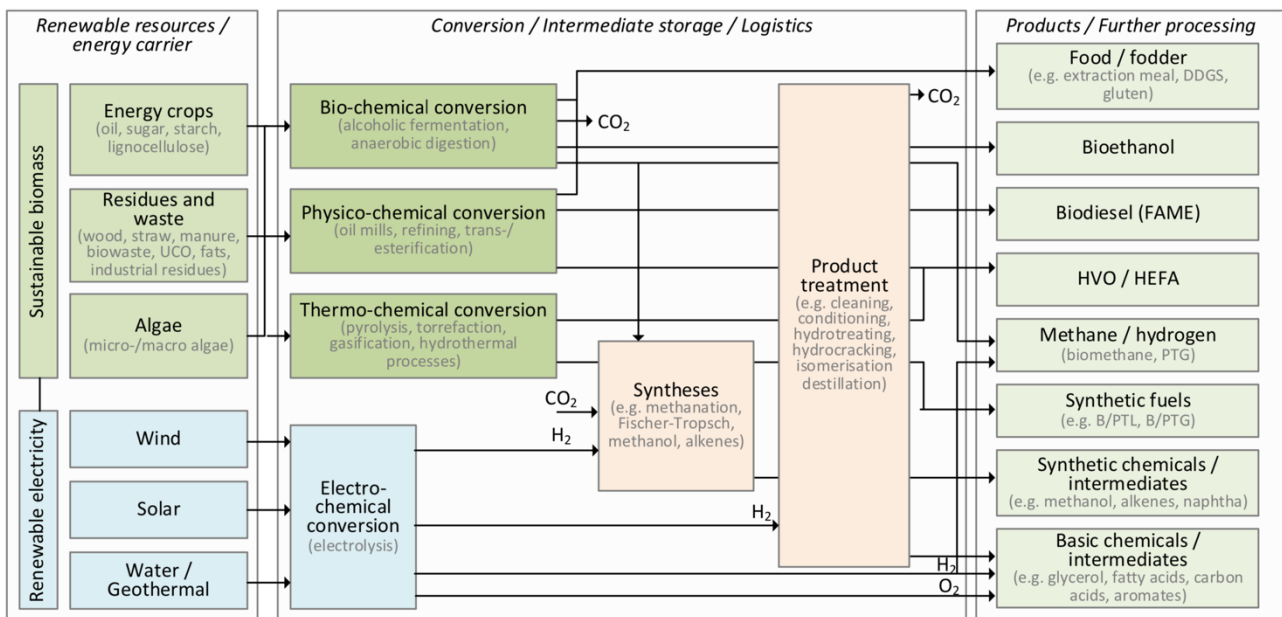 Renewable resources /
energy carrier
Conversion / Intermediate storage / Logistics
Products / Further processing
Sustainable biomass
Energy crops
(oil, sugar, starch,
lignocellulose)
Residues and
waste
(wood, straw, manure,
biowaste, UCO, fats,
industrial residues)
Algae
(micro-/macro algae)
Renewable electricity
Wind
Solar
Water /
Geothermal
Bio-chemical conversion
(alcoholic fermentation,
anaerobic digestion)
CO2
Physico-chemical conversion
(oil mills, refining, trans-/
esterification)
Thermo-chemical conversion
(pyrolysis, torrefaction,
gasification, hydrothermal
processes)
CO2
H2
Electro-
chemical
conversion
(electrolysis)
Syntheses
(e.g. methanation,
Fischer-Tropsch,
methanol, alkenes)
H2
Product
treatment
(e.g. cleaning,
conditioning,
hydrotreating,
hydrocracking,
isomerisation
destillation)
CO2
H2
O2
Food / fodder
(e.g. extraction meal, DDGS,
gluten)
Bioethanol
Biodiesel (FAME)
HVO / HEFA
Methane / hydrogen
(biomethane, PTG)
Synthetic fuels
(e.g. B/PTL, B/PTG)
Synthetic chemicals /
intermediates
(e.g. methanol, alkenes, naphtha)
Basic chemicals /
intermediates
(e.g. glycerol, fatty acids, carbon
acids, aromates)